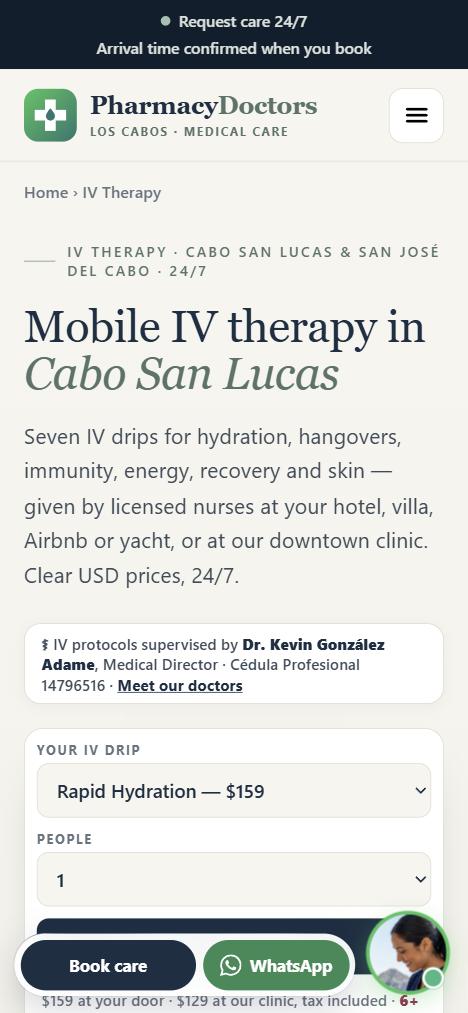 Request care 24/7
Arrival time confirmed when you book
PharmacyDoctors
LOS CABOS · MEDICAL CARE
Home › IV Therapy
IV THERAPY · CABO SAN LUCAS & SAN JOSÉ
DEL CABO · 24/7
Mobile IV therapy in
Cabo San Lucas
Seven IV drips for hydration, hangovers,
immunity, energy, recovery and skin —
given by licensed nurses at your hotel, villa,
Airbnb or yacht, or at our downtown clinic.
Clear USD prices, 24/7.
⚕ IV protocols supervised by Dr. Kevin González
Adame, Medical Director · Cédula Profesional
14796516 · Meet our doctors
YOUR IV DRIP
Rapid Hydration — $159
PEOPLE
1
Book care
WhatsApp
$159 at your door · $129 at our clinic, tax included · 6+